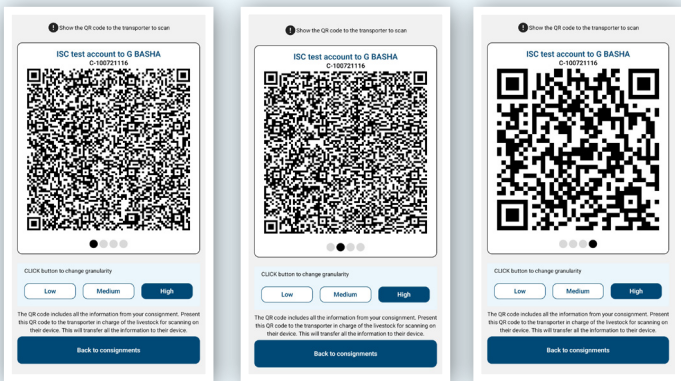 Show the QR code to the transporter to scan
ISC test account to G BASHA
C-100721116
CLICK button to change granularity
Low Medium High
The QR code includes all the information from your consignment. Present
this QR code to the transporter in charge of the livestock for scanning on
their device. This will transfer all the information to their device.
Back to consignments
Show the QR code to the transporter to scan
ISC test account to G BASHA
C-100721116
CLICK button to change granularity
Low Medium High
The QR code includes all the information from your consignment. Present
this QR code to the transporter in charge of the livestock for scanning on
their device. This will transfer all the information to their device.
Back to consignments
Show the QR code to the transporter to scan
ISC test account to G BASHA
C-100721116
CLICK button to change granularity
Low Medium High
The QR code includes all the information from your consignment. Present
this QR code to the transporter in charge of the livestock for scanning on
their device. This will transfer all the information to their device.
Back to consignments